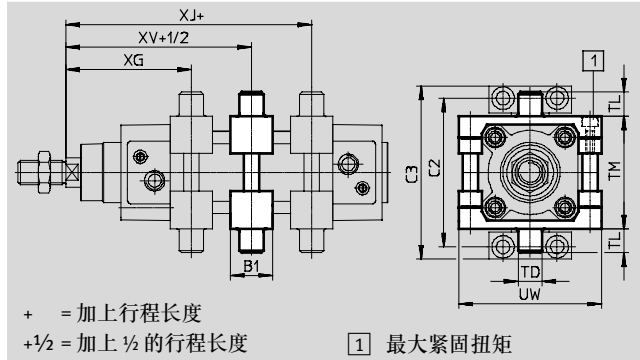 XJ+
XV+1/2
XG
1
TL
C3
C2
TM
TL
B1
TD
UW
+ = 加上行程长度
+½ = 加上 ½ 的行程长度
1 最大紧固扭矩